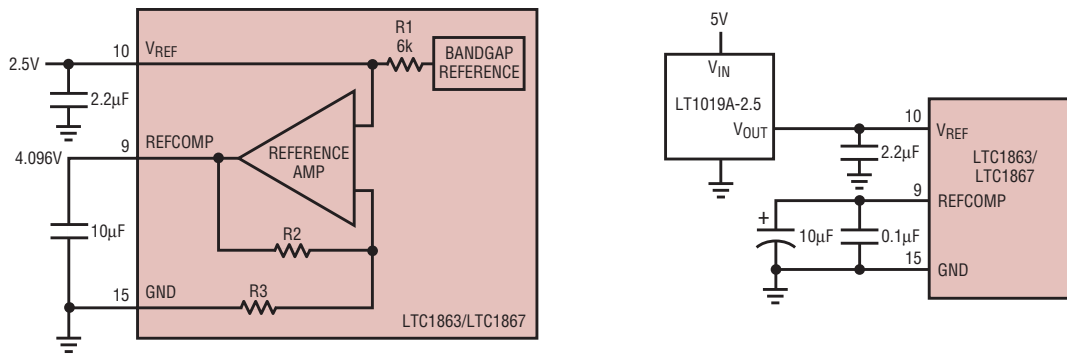 R1
6k
10
VREF
BANDGAP
REFERENCE
2.5V
2.2µF
9
REFCOMP
4.096V
REFERENCE
AMP
10µF
R2
15
GND
R3
LTC1863/LTC1867
5V
VIN
LT1019A-2.5
VOUT
10
VREF
2.2µF
LTC1863/
LTC1867
9
REFCOMP
+
10µF
0.1µF
15
GND